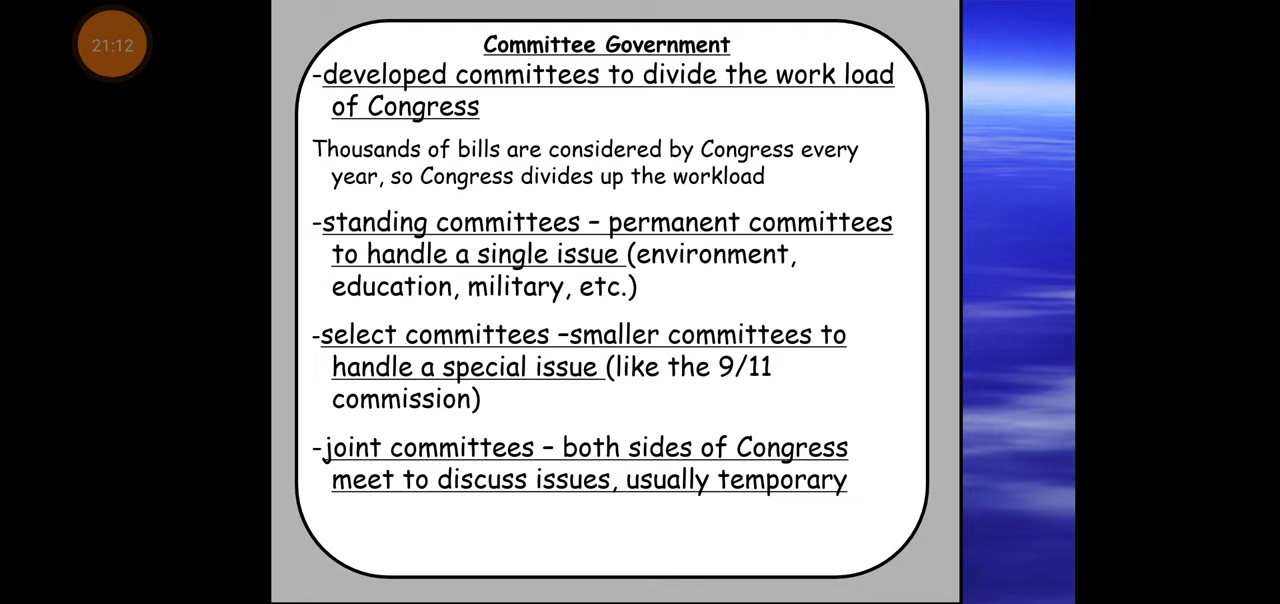 21:12
Committee Government
-developed committees to divide the work load
of Congress
Thousands of bills are considered by Congress every
year, so Congress divides up the workload
-standing committees – permanent committees
to handle a single issue (environment,
education, military, etc.)
-select committees –smaller committees to
handle a special issue (like the 9/11
commission)
-joint committees – both sides of Congress
meet to discuss issues, usually temporary